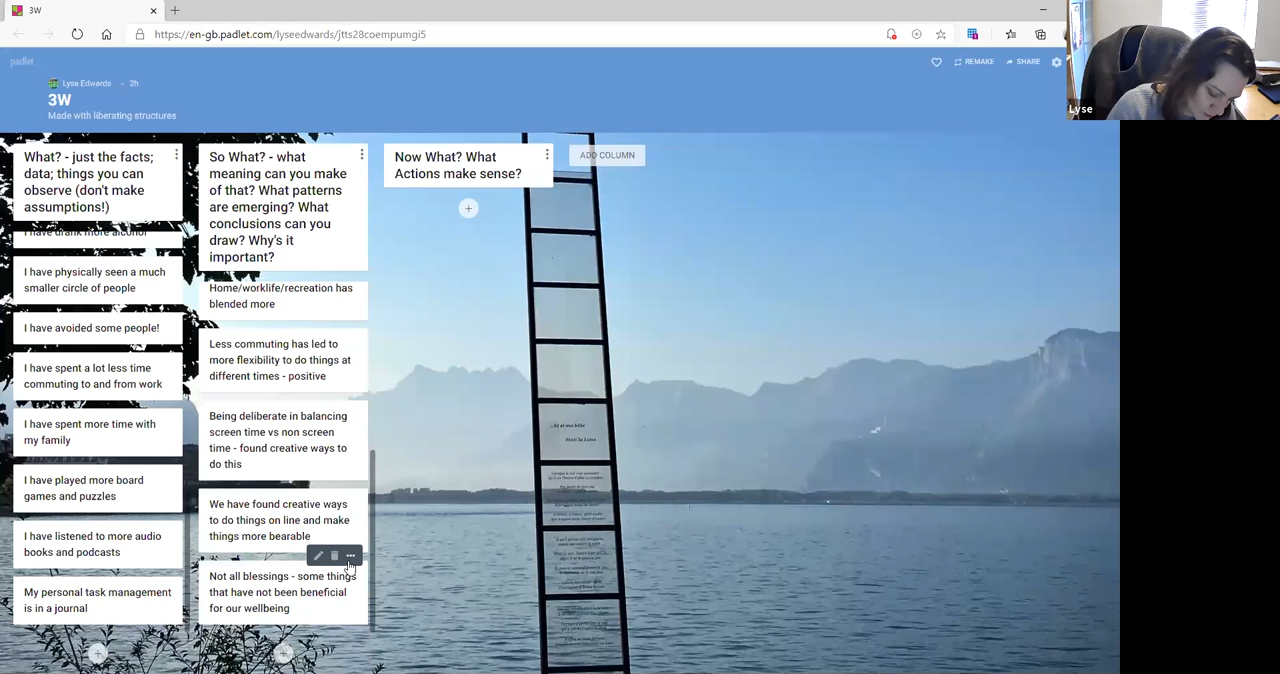 3W
https://en-gb.padlet.com/lyseedwards/jtts28coempumgi5
padlet
REMAKE
SHARE
Lyse Edwards • 2h
3W
Made with liberating structures
Lyse
What? - just the facts;
data; things you can
observe (don't make
assumptions!)
I have drank more alcohol
I have physically seen a much
smaller circle of people
I have avoided some people!
I have spent a lot less time
commuting to and from work
I have spent more time with
my family
I have played more board
games and puzzles
I have listened to more audio
books and podcasts
My personal task management
is in a journal
So What? - what
meaning can you make
of that? What patterns
are emerging? What
conclusions can you
draw? Why's it
important?
Home/worklife/recreation has
blended more
Less commuting has led to
more flexibility to do things at
different times - positive
Being deliberate in balancing
screen time vs non screen
time - found creative ways to
do this
We have found creative ways
to do things on line and make
things more bearable
Not all blessings - some things
that have not been beneficial
for our wellbeing
Now What? What
Actions make sense?
ADD COLUMN